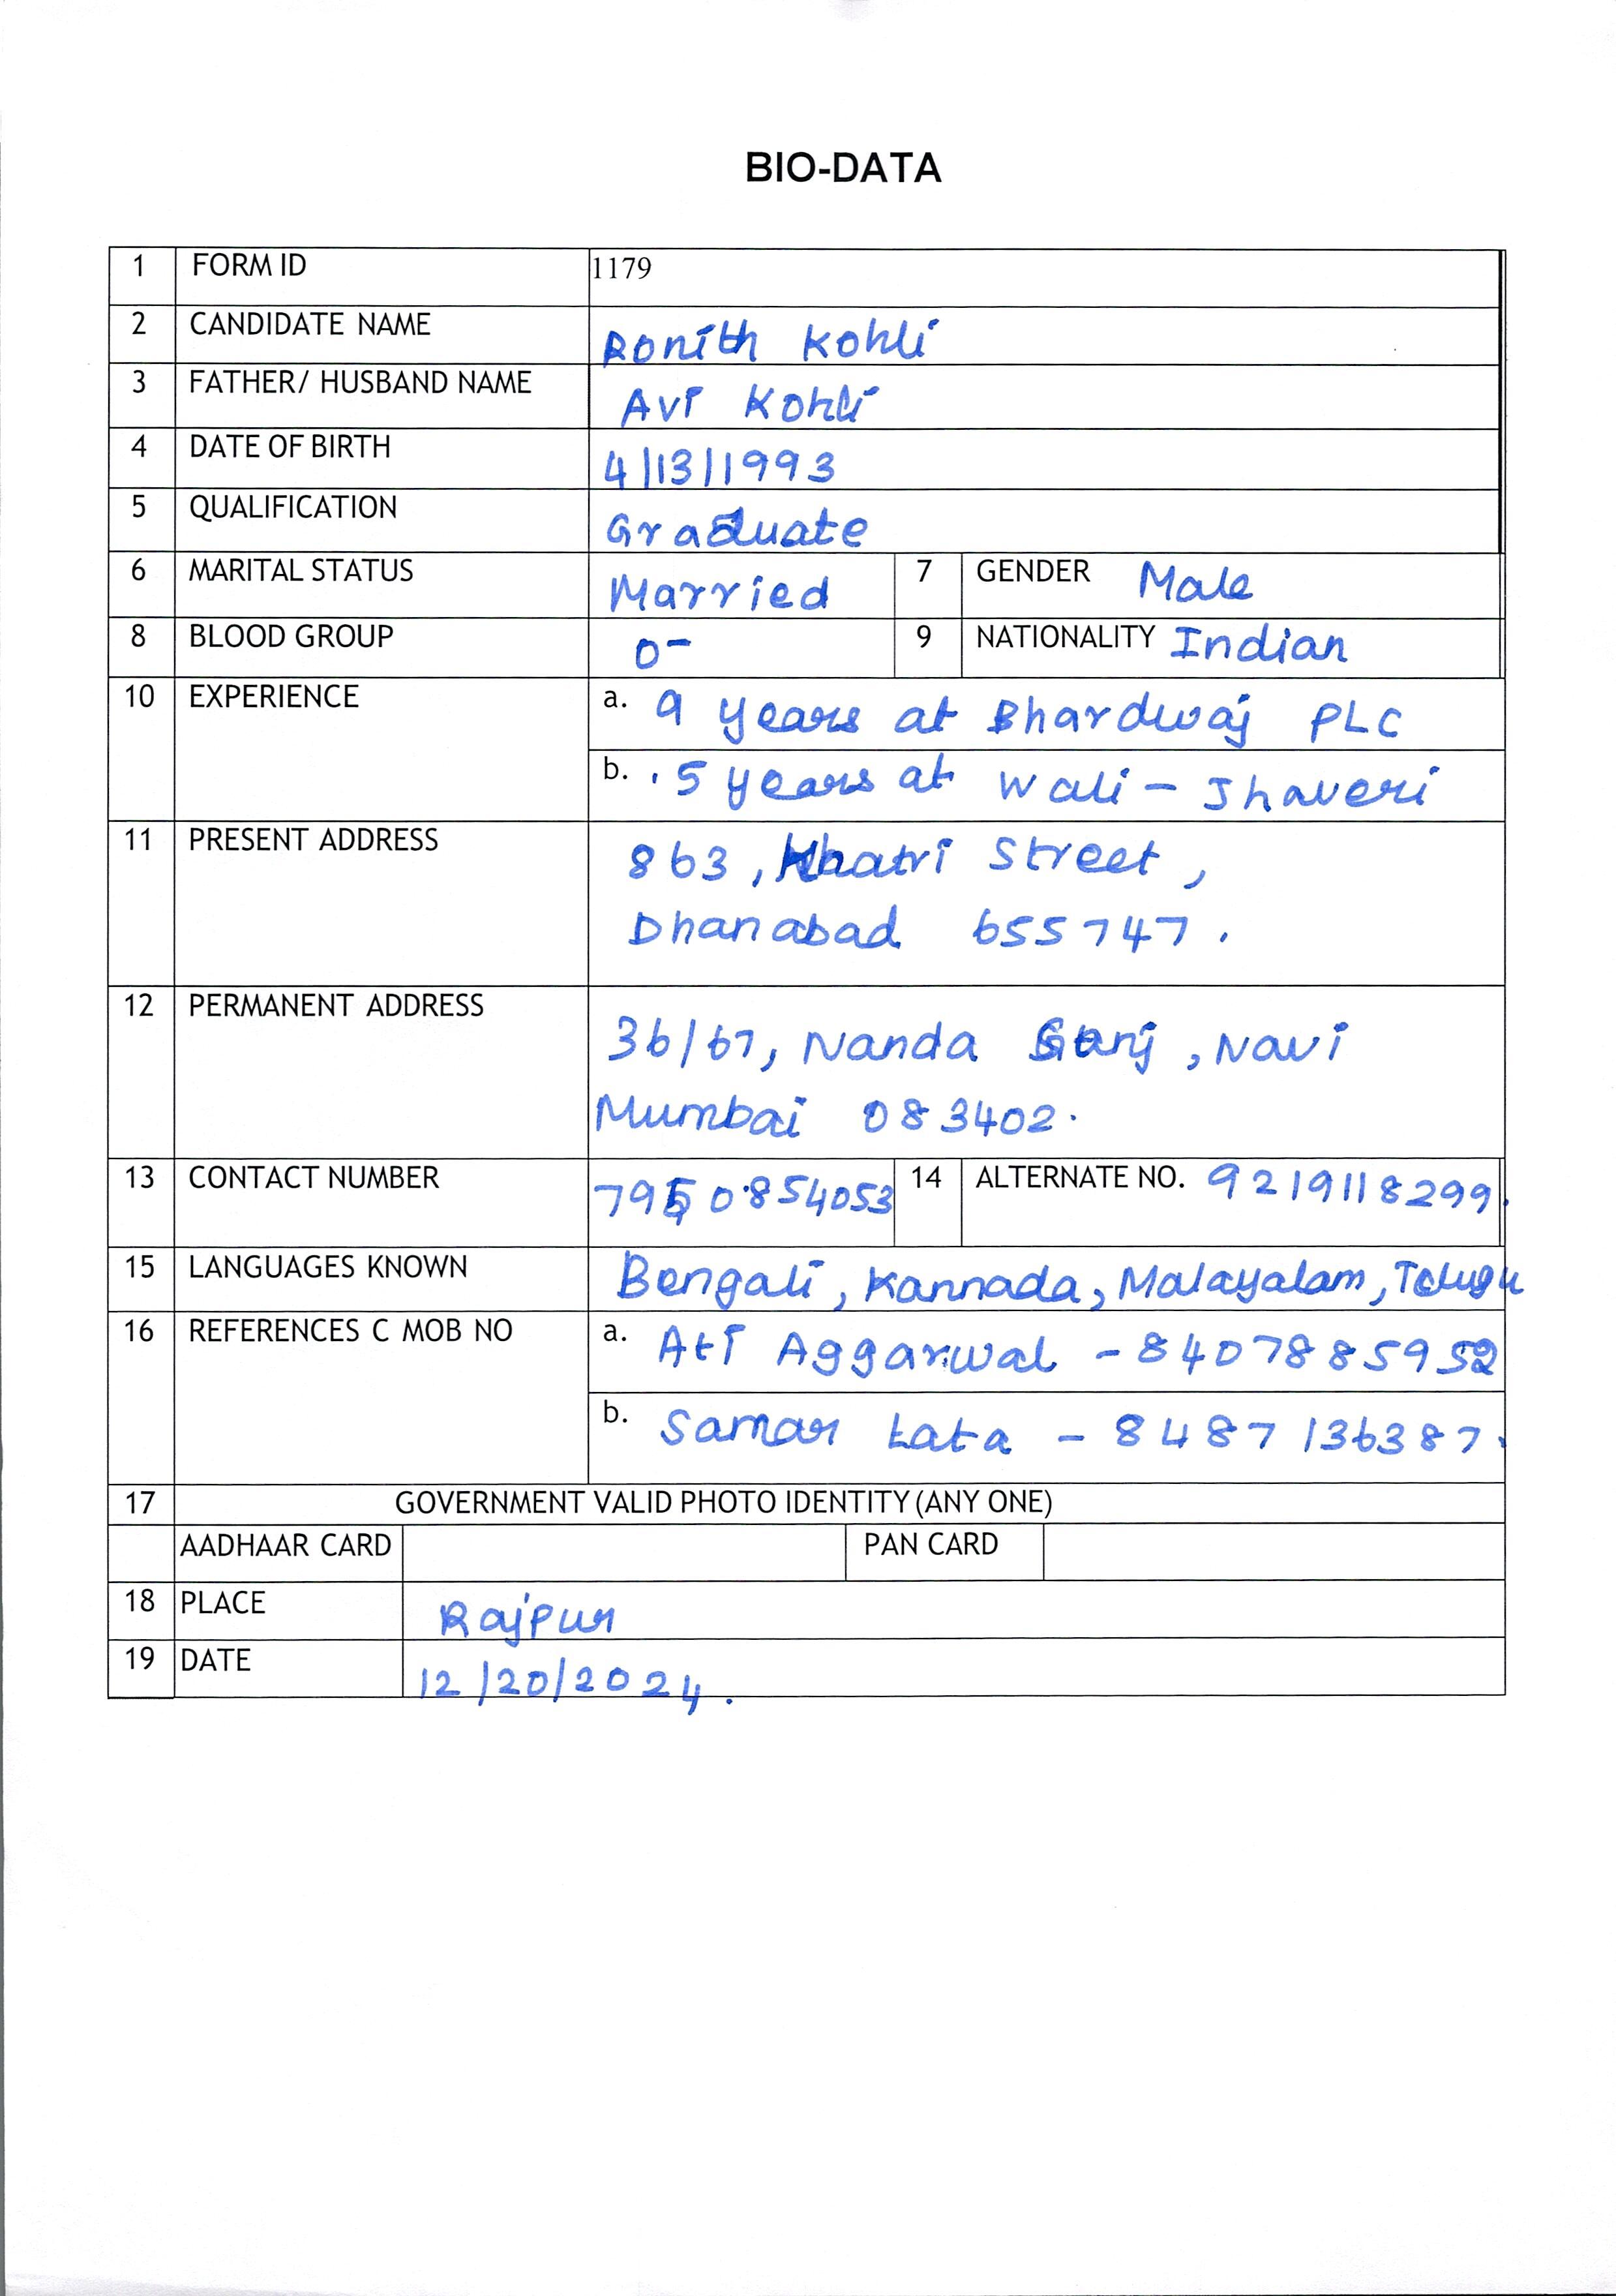 BIO-DATA
1 FORM ID 1179
2 CANDIDATE NAME Ronith Kohli
3 FATHER/ HUSBAND NAME Avi Kohli
4 DATE OF BIRTH 4/13/1993
5 QUALIFICATION Graduate
6 MARITAL STATUS Married 7 GENDER Male
8 BLOOD GROUP O- 9 NATIONALITY Indian
10 EXPERIENCE a. 9 years at Bhardwaj PLC
b. 5 years at Wali - Jhaveri
11 PRESENT ADDRESS 863, Khatri Street,
Dhanabad 655747.
12 PERMANENT ADDRESS 36/67, Nanda Ganj, Navi
Mumbai 083402.
13 CONTACT NUMBER 7950854053 14 ALTERNATE NO. 9219118299.
15 LANGUAGES KNOWN Bengali, Kannada, Malayalam, Telugu
16 REFERENCES C MOB NO a. Ati Aggarwal - 8407885952
b. Samar Lata - 8487136387.
17 GOVERNMENT VALID PHOTO IDENTITY (ANY ONE)
AADHAAR CARD PAN CARD
18 PLACE Rajpur
19 DATE 12/20/2024.